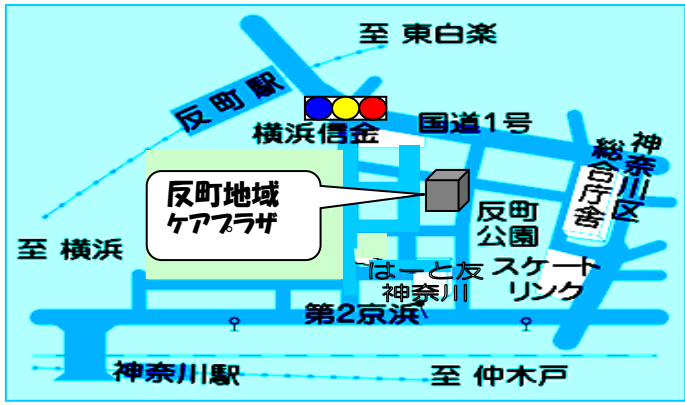 至 東白楽
反町駅
国道1号
横浜信金
神奈川区
総合庁舎
反町地域
ケアプラザ
反町
公園
至 横浜
はーと友
神奈川
スケート
リンク
第2京浜
神奈川駅
至 仲木戸